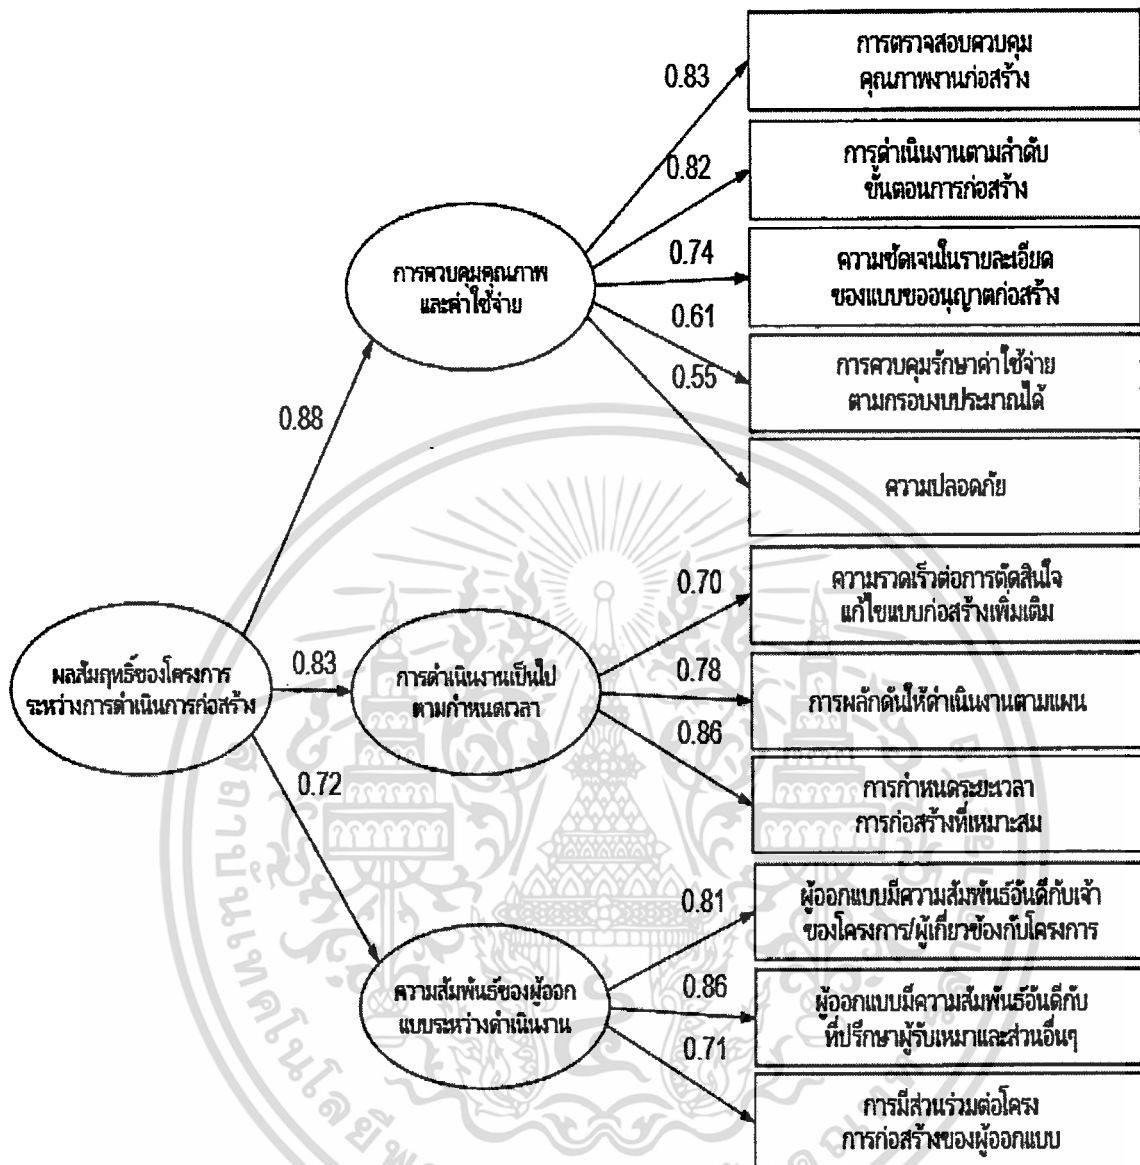 การตรวจสอบควบคุม
คุณภาพงานก่อสร้าง
0.83
การดำเนินงานตามลำดับ
ขั้นตอนการก่อสร้าง
0.82
ความชัดเจนในรายละเอียด
ของแบบขออนุญาตก่อสร้าง
0.74
การควบคุมคุณภาพ
และค่าใช้จ่าย
0.61
การควบคุมรักษาค่าใช้จ่าย
ตามกรอบงบประมาณได้
0.55
0.88
ความปลอดภัย
0.70
ความรวดเร็วต่อการตัดสินใจ
แก้ไขแบบก่อสร้างเพิ่มเติม
ผลสัมฤทธิ์ของโครงการ
ระหว่างการดำเนินการก่อสร้าง
0.83
การดำเนินงานเป็นไป
ตามกำหนดเวลา
0.78
การผลักดันให้ดำเนินงานตามแผน
0.86
การกำหนดระยะเวลา
การก่อสร้างที่เหมาะสม
0.72
0.81
ผู้ออกแบบมีความสัมพันธ์อันดีกับเจ้า
ของโครงการ/ผู้เกี่ยวข้องกับโครงการ
ความสัมพันธ์ของผู้ออก
แบบระหว่างดำเนินงาน
0.86
ผู้ออกแบบมีความสัมพันธ์อันดีกับ
ที่ปรึกษาผู้รับเหมาและส่วนอื่นๆ
0.71
การมีส่วนร่วมต่อโครง
การก่อสร้างของผู้ออกแบบ